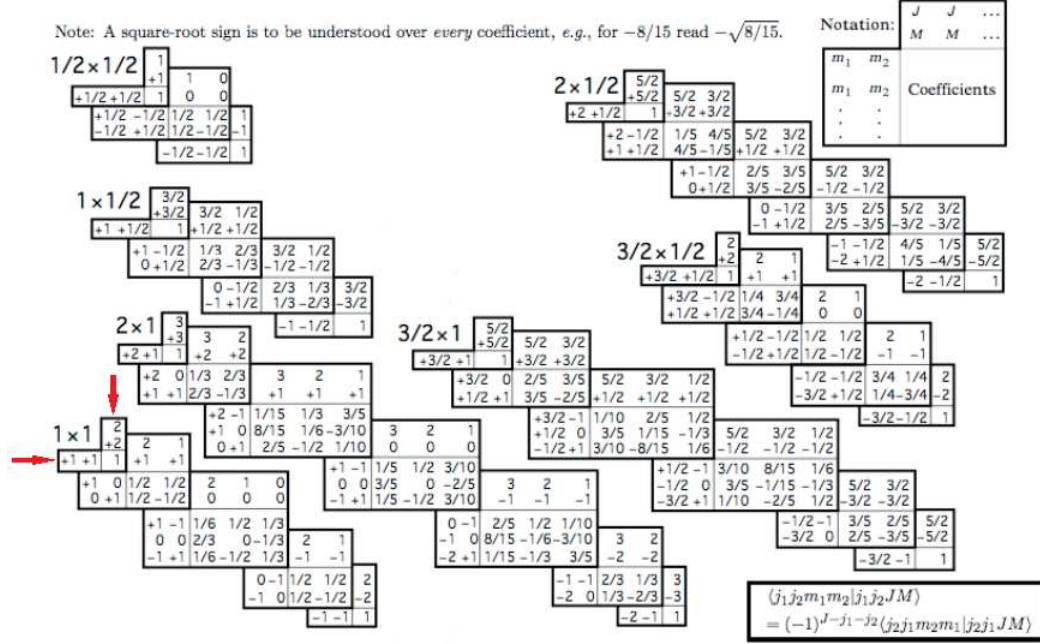 Note: A square-root sign is to be understood over every coefficient, e.g., for −8/15 read −√8/15.
Notation:
J J ...
M M ...
m1 m2
m1 m2 Coefficients
. .
. .
. .
1/2×1/2 1
+1 1 0
+1/2 +1/2 1 0 0
+1/2 −1/2 1/2 1/2 1
−1/2 +1/2 1/2 −1/2 −1
−1/2 −1/2 1
2×1/2 5/2
+5/2 5/2 3/2
+2 +1/2 1 +3/2 +3/2
+2 −1/2 1/5 4/5 5/2 3/2
+1 +1/2 4/5 −1/5 +1/2 +1/2
+1 −1/2 2/5 3/5 5/2 3/2
0 +1/2 3/5 −2/5 −1/2 −1/2
0 −1/2 3/5 2/5 5/2 3/2
−1 +1/2 2/5 −3/5 −3/2 −3/2
−1 −1/2 4/5 1/5 5/2
−2 +1/2 1/5 −4/5 −5/2
−2 −1/2 1
1×1/2 3/2
+3/2 3/2 1/2
+1 +1/2 1 +1/2 +1/2
+1 −1/2 1/3 2/3 3/2 1/2
0 +1/2 2/3 −1/3 −1/2 −1/2
0 −1/2 2/3 1/3 3/2
−1 +1/2 1/3 −2/3 −3/2
−1 −1/2 1
3/2×1/2 2
+2 2 1
+3/2 +1/2 1 +1 +1
+3/2 −1/2 1/4 3/4 2 1
+1/2 +1/2 3/4 −1/4 0 0
+1/2 −1/2 1/2 1/2 2 1
−1/2 +1/2 1/2 −1/2 −1 −1
−1/2 −1/2 3/4 1/4 2
−3/2 +1/2 1/4 −3/4 −2
−3/2 −1/2 1
2×1 3
+3 3 2
+2 +1 1 +2 +2
+2 0 1/3 2/3 3 2 1
+1 +1 2/3 −1/3 +1 +1 +1
+2 −1 1/15 1/3 3/5
+1 0 8/15 1/6 −3/10 3 2 1
0 +1 2/5 −1/2 1/10 0 0 0
+1 −1 1/5 1/2 3/10
0 0 3/5 0 −2/5 3 2 1
−1 +1 1/5 −1/2 3/10 −1 −1 −1
0 −1 2/5 1/2 1/10
−1 0 8/15 −1/6 −3/10 3 2
−2 +1 1/15 −1/3 3/5 −2 −2
−1 −1 2/3 1/3 3
−2 0 1/3 −2/3 −3
−2 −1 1
3/2×1 5/2
+5/2 5/2 3/2
+3/2 +1 1 +3/2 +3/2
+3/2 0 2/5 3/5 5/2 3/2 1/2
+1/2 +1 3/5 −2/5 +1/2 +1/2 +1/2
+3/2 −1 1/10 2/5 1/2
+1/2 0 3/5 1/15 −1/3 5/2 3/2 1/2
−1/2 +1 3/10 −8/15 1/6 −1/2 −1/2 −1/2
+1/2 −1 3/10 8/15 1/6
−1/2 0 3/5 −1/15 −1/3 5/2 3/2
−3/2 +1 1/10 −2/5 1/2 −3/2 −3/2
−1/2 −1 3/5 2/5 5/2
−3/2 0 2/5 −3/5 −5/2
−3/2 −1 1
1×1 2
+2 2 1
+1 +1 1 +1 +1
+1 0 1/2 1/2 2 1 0
0 +1 1/2 −1/2 0 0 0
+1 −1 1/6 1/2 1/3
0 0 2/3 0 −1/3 2 1
−1 +1 1/6 −1/2 1/3 −1 −1
0 −1 1/2 1/2 2
−1 0 1/2 −1/2 −2
−1 −1 1
⟨j1j2m1m2|j1j2JM⟩
= (−1)^J−j1−j2⟨j2j1m2m1|j2j1JM⟩